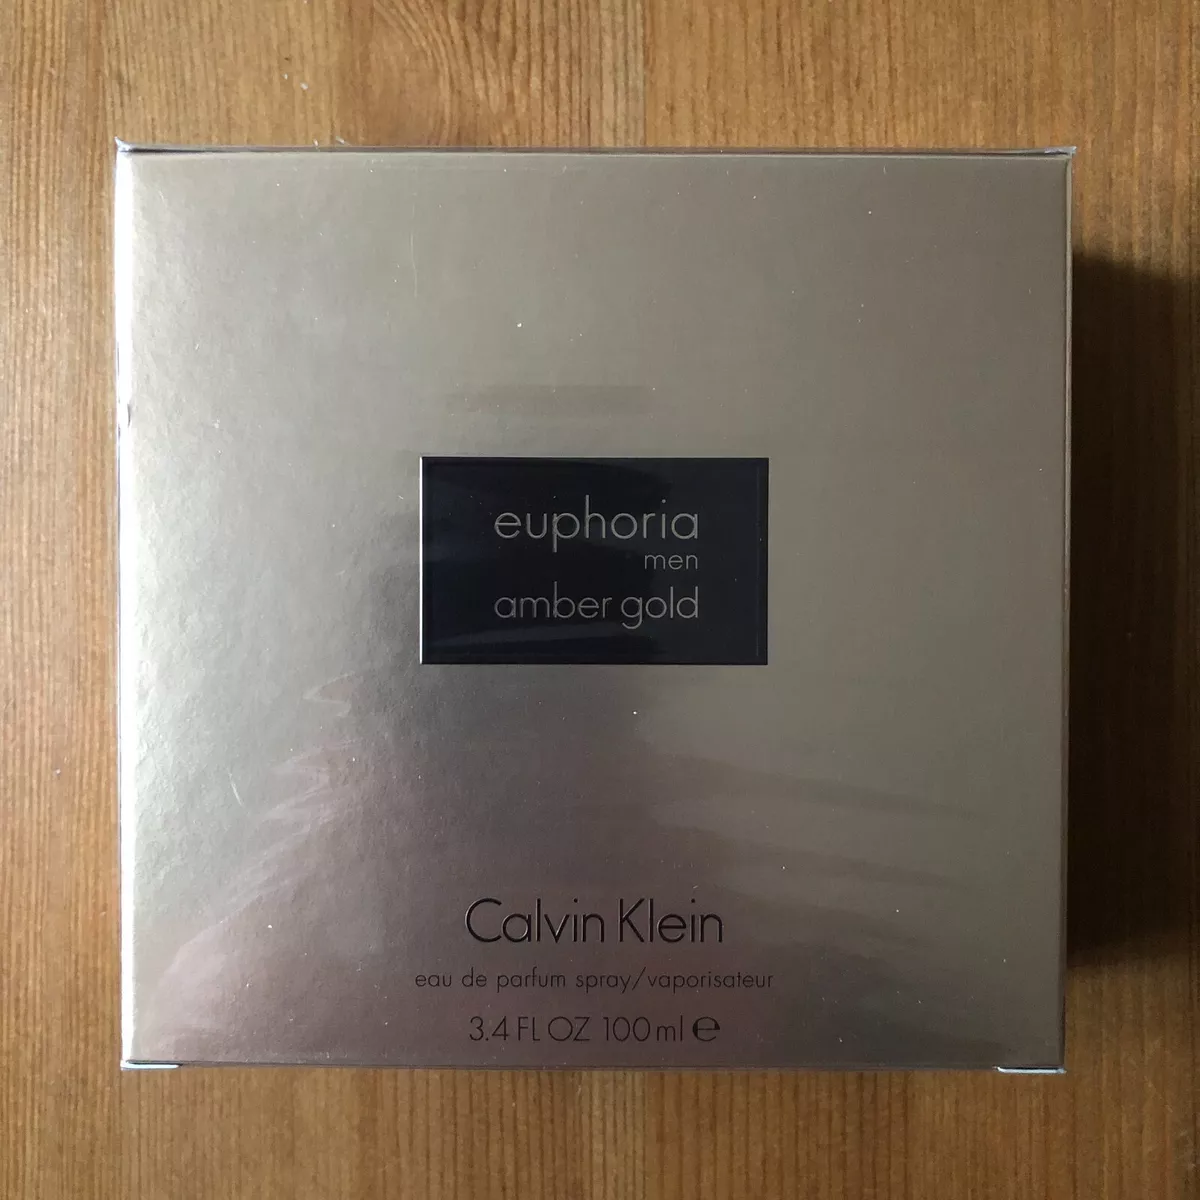 euphoria
men
amber gold
Calvin Klein
eau de parfum spray/vaporisateur
3.4 FL OZ 100 ml ℮